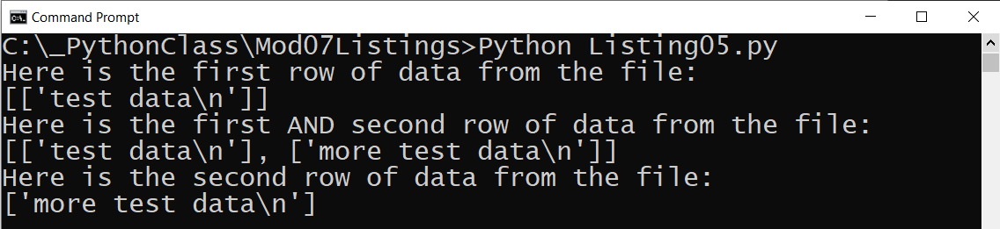 Command Prompt
C:\_PythonClass\Mod07Listings>Python Listing05.py
Here is the first row of data from the file:
[['test data\n']]
Here is the first AND second row of data from the file:
[['test data\n'], ['more test data\n']]
Here is the second row of data from the file:
['more test data\n']